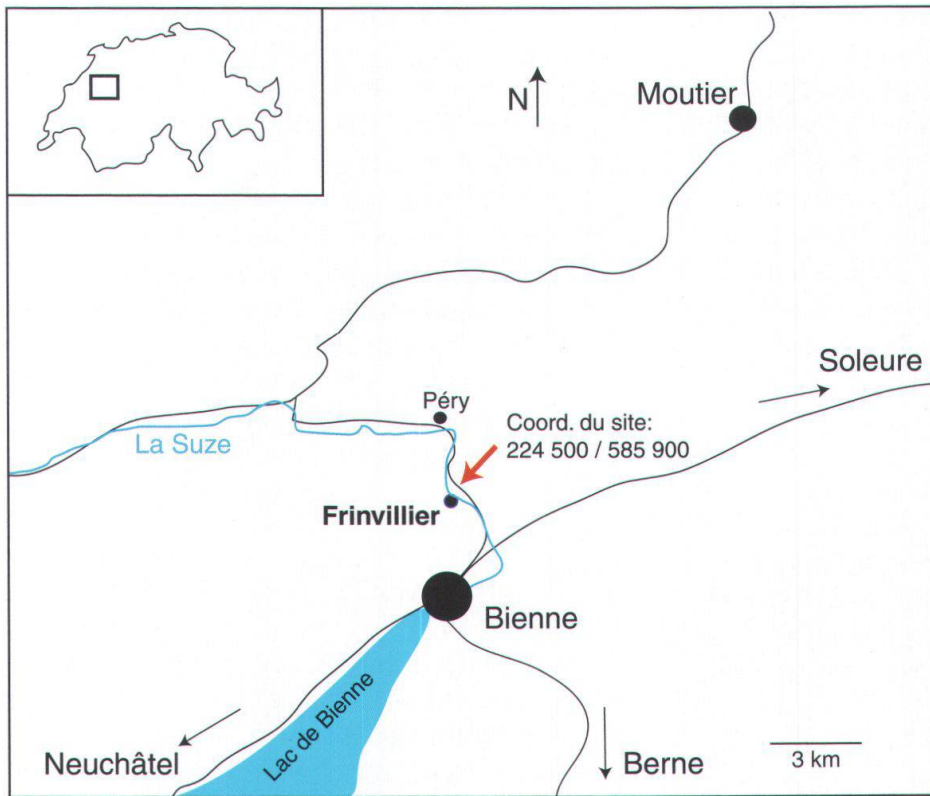 N
Moutier
Soleure
Péry
Coord. du site:
224 500 / 585 900
La Suze
Frinvillier
Bienne
Lac de Bienne
Neuchâtel
Berne
3 km